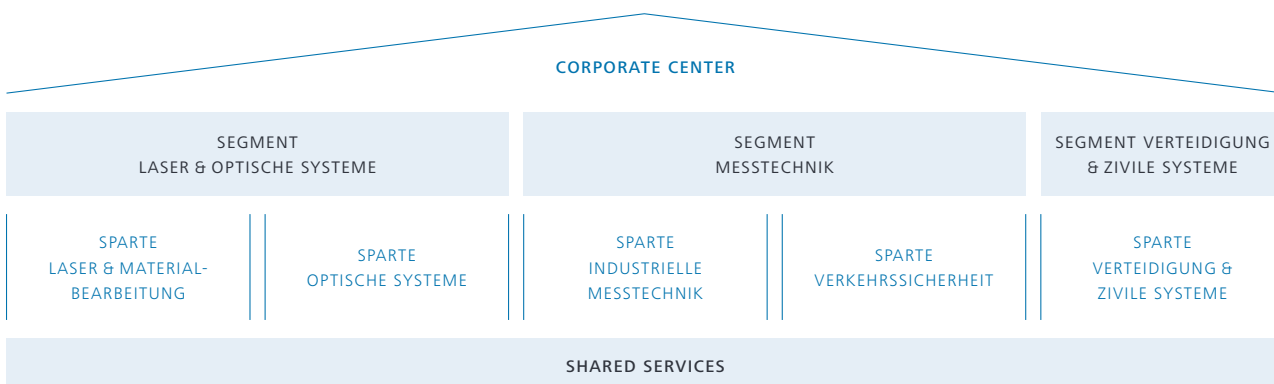 CORPORATE CENTER
SEGMENT
LASER & OPTISCHE SYSTEME
SEGMENT
MESSTECHNIK
SEGMENT VERTEIDIGUNG
& ZIVILE SYSTEME
SPARTE
LASER & MATERIAL-
BEARBEITUNG
SPARTE
OPTISCHE SYSTEME
SPARTE
INDUSTRIELLE
MESSTECHNIK
SPARTE
VERKEHRSSICHERHEIT
SPARTE
VERTEIDIGUNG &
ZIVILE SYSTEME
SHARED SERVICES